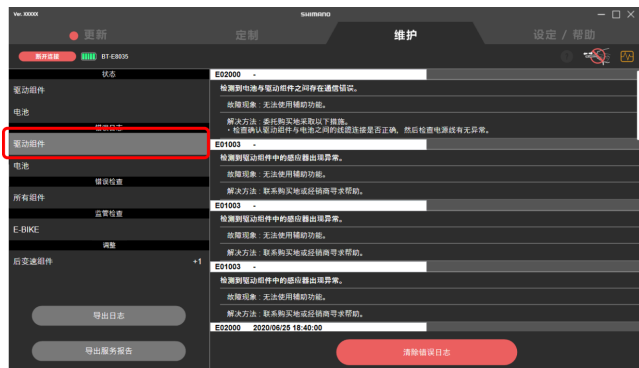 Ver. XXXXX
SHIMANO
更新
定制
维护
设定 / 帮助
断开连接
BT-E8035
状态
驱动组件
电池
错误日志
驱动组件
电池
错误检查
所有组件
监管检查
E-BIKE
调整
后变速组件 +1
导出日志
导出服务报告
E02000 -
检测到电池与驱动组件之间存在通信错误。
故障现象 : 无法使用辅助功能。
解决方法 : 委托购买地采取以下措施。
・检查确认驱动组件与电池之间的线缆连接是否正确，然后检查电源线有无异常。
E01003 -
检测到驱动组件中的感应器出现异常。
故障现象 : 无法使用辅助功能。
解决方法 : 联系购买地或经销商寻求帮助。
E01003 -
检测到驱动组件中的感应器出现异常。
故障现象 : 无法使用辅助功能。
解决方法 : 联系购买地或经销商寻求帮助。
E01003 -
检测到驱动组件中的感应器出现异常。
故障现象 : 无法使用辅助功能。
解决方法 : 联系购买地或经销商寻求帮助。
E02000 2020/06/25 18:40:00
清除错误日志